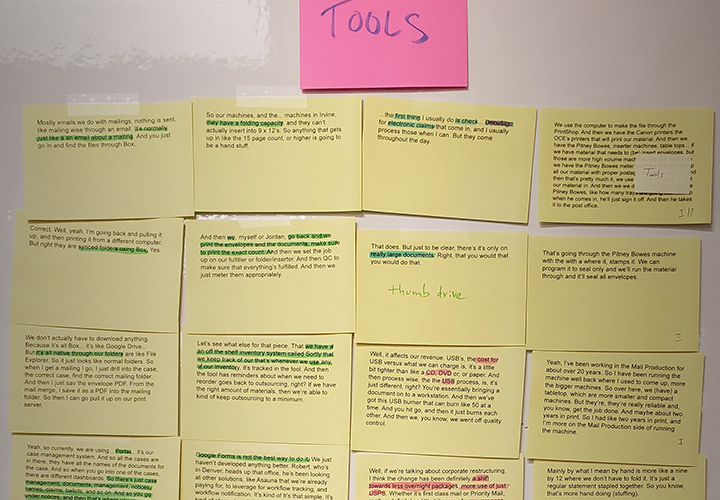 TOOLS
Mostly emails we do with mailings, nothing is sent,
like mailing wise through an email. It's normally
just like a an email about a mailing. And you just
go in and find the files through Box.
So our machines, and the... machines in Irvine,
they have a folding capacity, and they can't
actually insert into 9 x 12's. So anything that gets
up in like the 15 page count, or higher is going to
be a hand stuff.
...the first thing I usually do is check... DocuSign
for electronic claims that come in, and I usually
process those when I can. But they come
throughout the day.
We use the computer to make the file through the
PrintShop. And then we have the Canon printers the
OCE's printers that will print our material. And then we
have the Pitney Bowes, inserter machines, table tops... if
we have material that needs to (be) insert envelopes, but
those are more high volume mach
have the Pitney Bowes meter
all our material with proper postag
then that's pretty much it, we use
our material in. And then we we d
Pitney Bowes, like how many tray
when he comes in, he'll just sign it off. And then he takes
it to the post office.
Tools
I //
Correct. Well, yeah. I'm going back and pulling it
up, and then printing it from a different computer.
But right they are synced folders using Box, Yes.
And then we, myself or Jordan, go back and we
print the envelopes and the documents, make sure
to print the exact count. And then we set the job
up on our fulfiller or folder/inserter. And then QC to
make sure that everything's fulfilled. And then we
just meter them appropriately.
That does. But just to be clear, there's it's only on
really large documents. Right, that you would that
you would do that.
thumb drive
That's going through the Pitney Bowes machine
with the with a where it, stamps it. We can
program it to seal only and we'll run the material
through and it'll seal all envelopes.
I
We don't actually have to download anything.
Because it's all Box... it's like Google Drive...
But it's all native through our folders are like File
Explorer. So it just looks like normal folders. So
when I get a mailing I go, I just drill into the case,
the correct case, find the correct mailing folder.
And then I just sav the envelope PDF. From the
mail merge, I save it as a PDF into the mailing
folder. So then I can go pull it up on our print
server.
Let's see what else for that piece. That we have a
an off the shelf inventory system called Sortly that
we keep track of our that's whenever we use any
of our inventory, it's tracked in the tool. And then
the tool has reminders about when we need to
reorder goes back to outsourcing, right? If we have
the right amount of materials, then we're able to
kind of keep outsourcing to a minimum.
Well, it affects our revenue. USB's, the cost for
USB versus what we can charge is, it's a little
bit tighter than like a CD/DVD or, or paper. And
then process wise, the the USB process, is, it's
just different, right? You're essentially bringing a
document on to a workstation. And then we've
got this USB burner that can burn like 50 at a
time. And you hit go, and then it just burns each
other. And then we, you know, we went off quality
control.
Yeah, I've been working in the Mail Production for
about over 20 years. So I have been running the
machine well back where I used to come up, more
the bigger machines. So over here, we (have) a
tabletop, which are more smaller and compact
machines. But they're, they're really reliable and,
you know, get the job done. And maybe about two
years in print. So I had like two years in print, and
I'm more on the Mail Production side of running
the machine.
I
Yeah, so currently, we are using... Portal... it's our
case management system. And so all the cases are
in there, they have all the names of the documents for
the case. And so when you go into one of the cases,
there are different dashboards. So there's just case
management, documents management, noticing
names, claims, ballots, and so on. And so you go
Google Forms is not the best way to do it. We just
haven't developed anything better. Robert, who's
in Denver, heads up that office, he's been looking
at other solutions, like Asauna that we're already
paying for, to leverage for workflow tracking, and
workflow notification. It's kind of It's that simple, it's
Well, if we're talking about corporate restructuring,
I think the change has been definitely a shift
towards less overnight packages, more use of just
USPS. Whether it's first class mail or Priority Mail,
Mainly by what I mean by hand is more like a nine
by 12 where we don't have to fold it. It's just a
regular statement stapled together. So you know,
that's one hand going (stuffing).